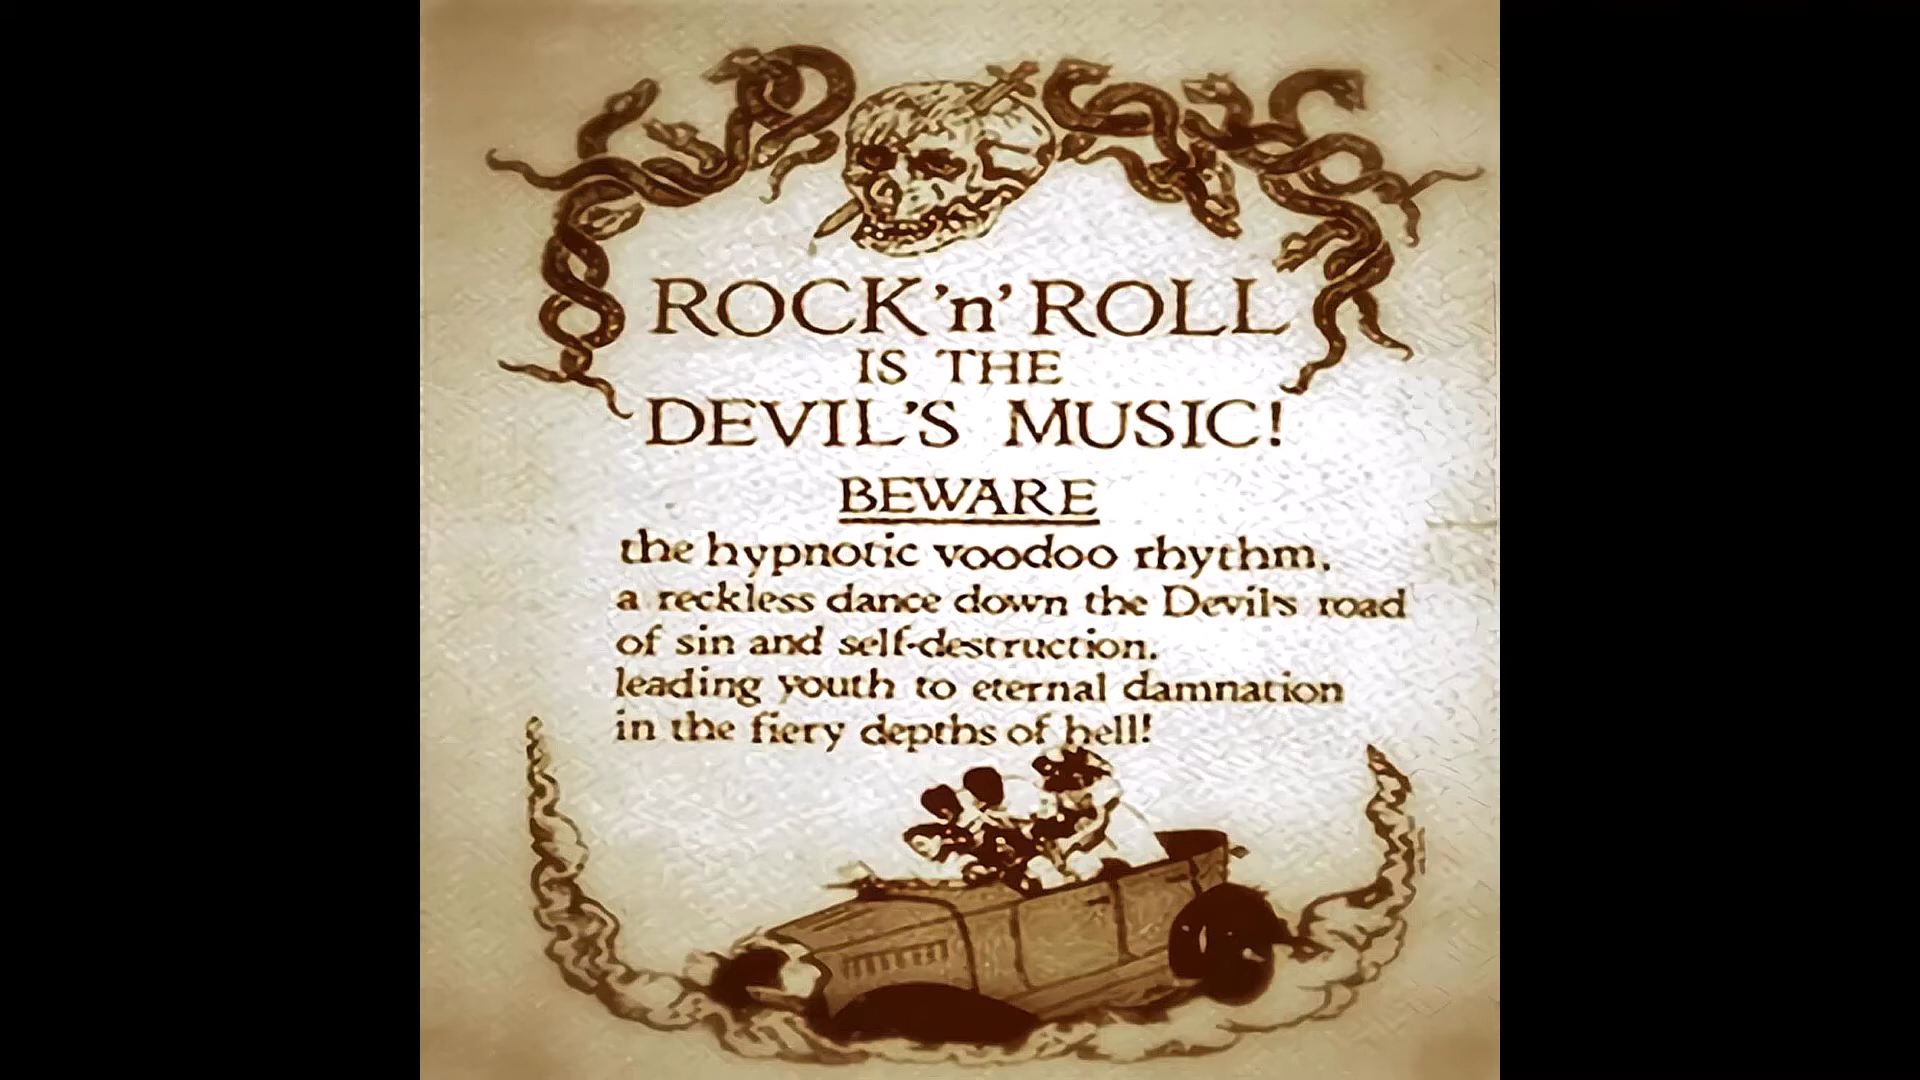 ROCK 'n' ROLL
IS THE
DEVIL'S MUSIC!
BEWARE
the hypnotic voodoo rhythm,
a reckless dance down the Devil's road
of sin and self-destruction.
leading youth to eternal damnation
in the fiery depths of hell!